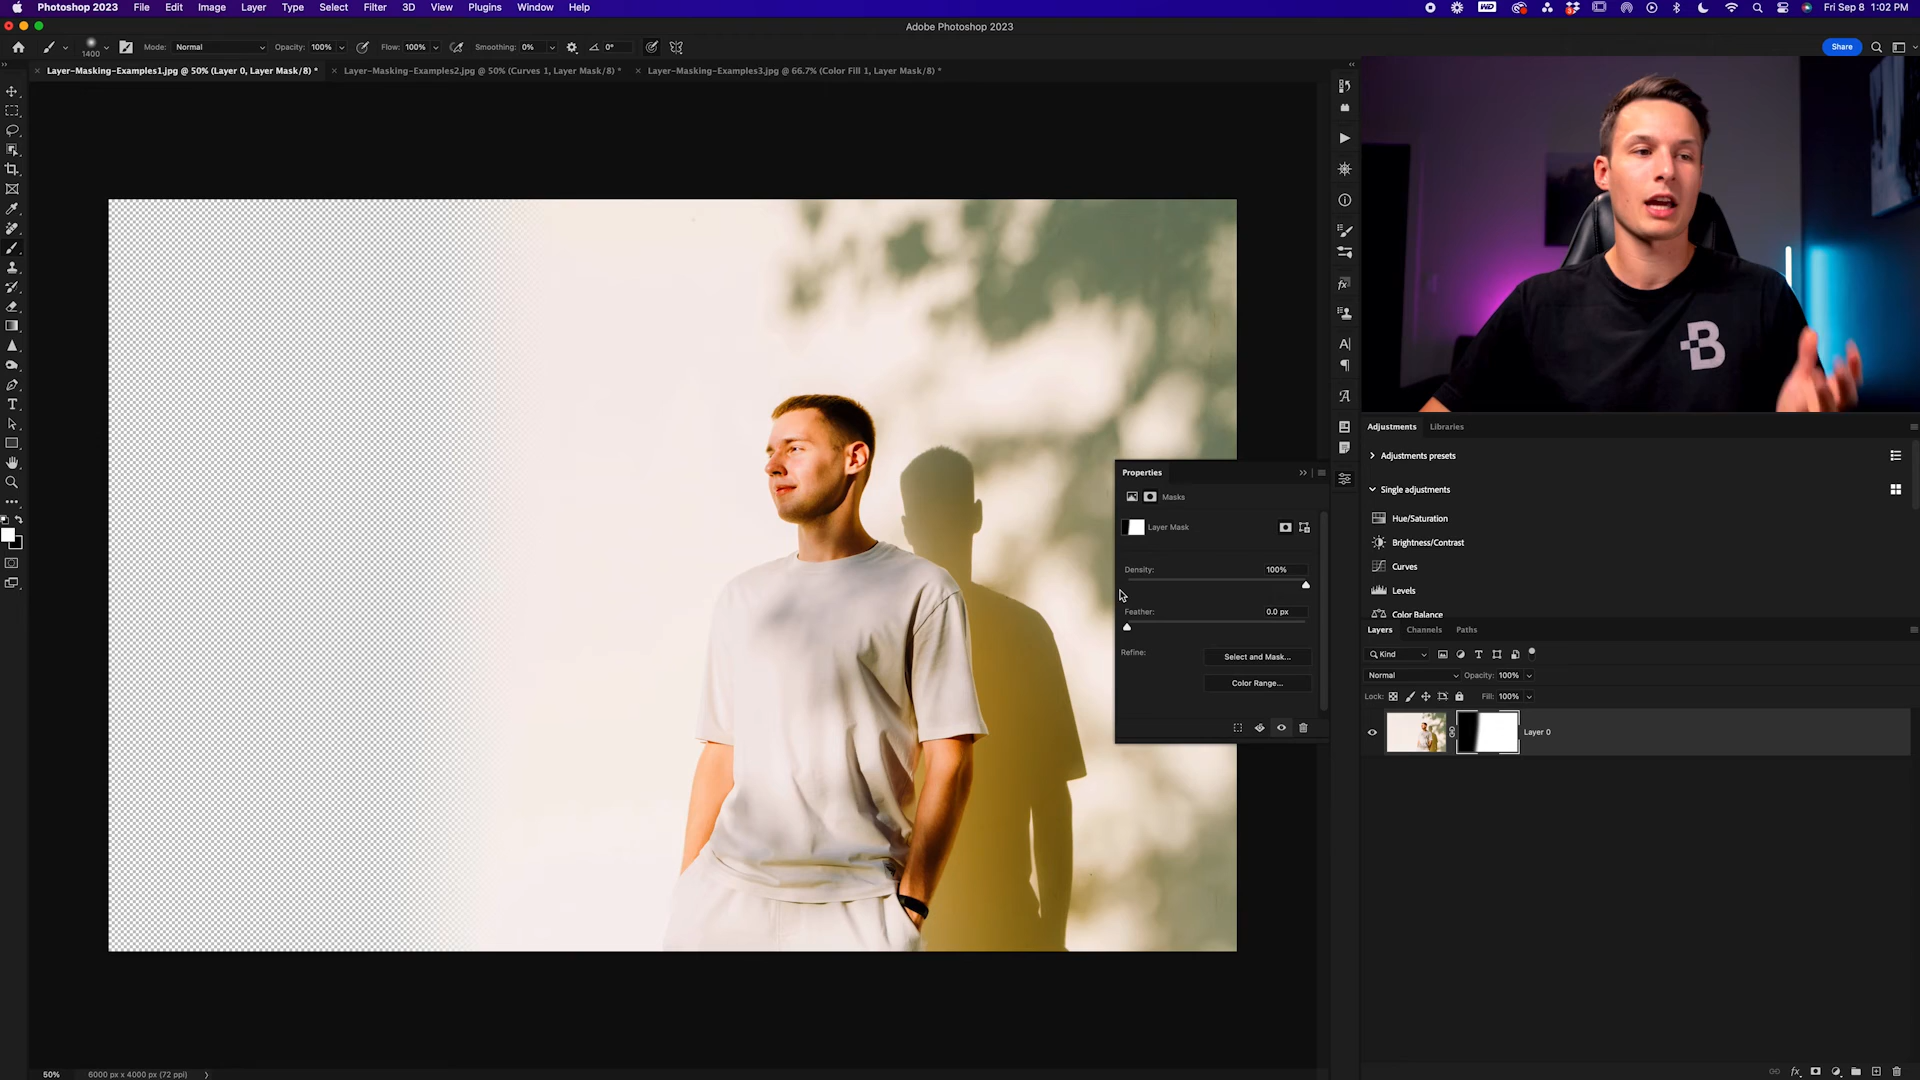 Photoshop 2023 File Edit Image Layer Type Select Filter 3D View Plugins Window Help
WD
Fri Sep 8 1:02 PM
Adobe Photoshop 2023
1400 Mode: Normal Opacity: 100% Flow: 100% Smoothing: 0% 0° Share
Layer-Masking-Examples1.jpg @ 50% (Layer 0, Layer Mask/8) * Layer-Masking-Examples2.jpg @ 50% (Curves 1, Layer Mask/8) * Layer-Masking-Examples3.jpg @ 66.7% (Color Fill 1, Layer Mask/8) *
B
Properties
Masks
Layer Mask
Density: 100%
Feather: 0.0 px
Refine: Select and Mask...
Color Range...
Adjustments Libraries
Adjustments presets
Single adjustments
Hue/Saturation
Brightness/Contrast
Curves
Levels
Color Balance
Layers Channels Paths
Kind
Normal Opacity: 100%
Lock: Fill: 100%
Layer 0
fx
50% 6000 px x 4000 px (72 ppi)